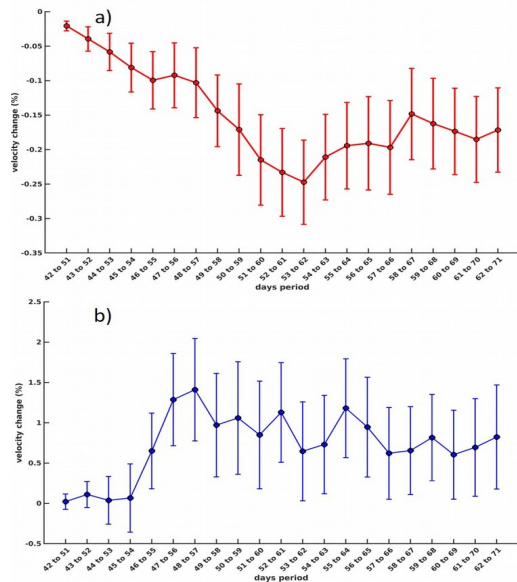 a)
0
-0.05
-0.1
-0.15
-0.2
-0.25
-0.3
-0.35
velocity change (%)
42 to 51
43 to 52
44 to 53
45 to 54
46 to 55
47 to 56
48 to 57
49 to 58
50 to 59
51 to 60
52 to 61
53 to 62
54 to 63
55 to 64
56 to 65
57 to 66
58 to 67
59 to 68
60 to 69
61 to 70
62 to 71
days period
b)
2.5
2
1.5
1
0.5
0
-0.5
velocity change (%)
42 to 51
43 to 52
44 to 53
45 to 54
46 to 55
47 to 56
48 to 57
49 to 58
50 to 59
51 to 60
52 to 61
53 to 62
54 to 63
55 to 64
56 to 65
57 to 66
58 to 67
59 to 68
60 to 69
61 to 70
62 to 71
days period